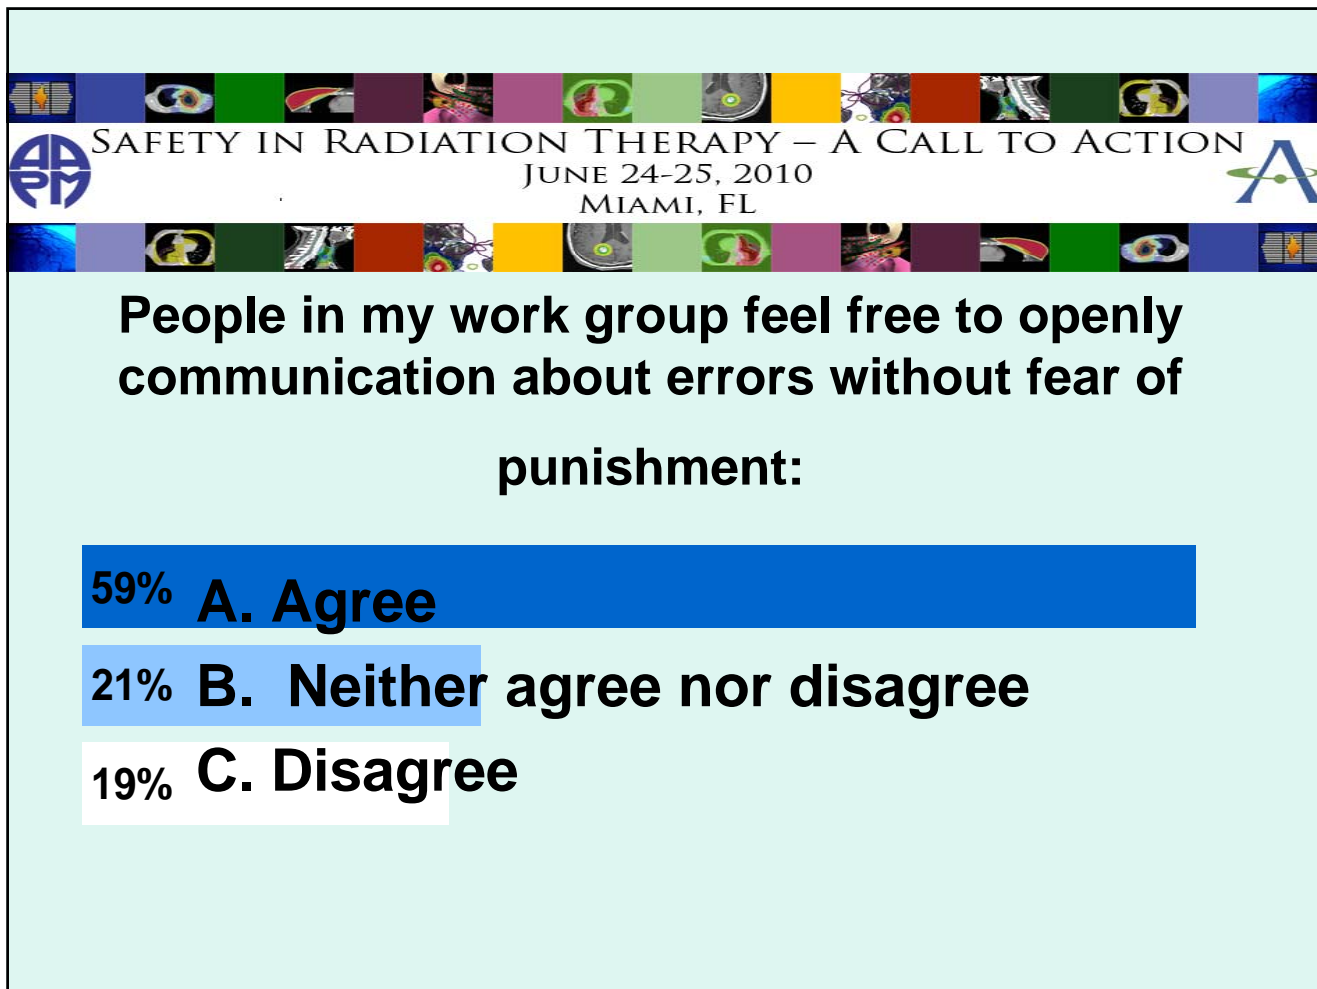 SAFETY IN RADIATION THERAPY – A CALL TO ACTION
JUNE 24-25, 2010
MIAMI, FL
AAPM
People in my work group feel free to openly
communication about errors without fear of
punishment:
59% A. Agree
21% B. Neither agree nor disagree
19% C. Disagree